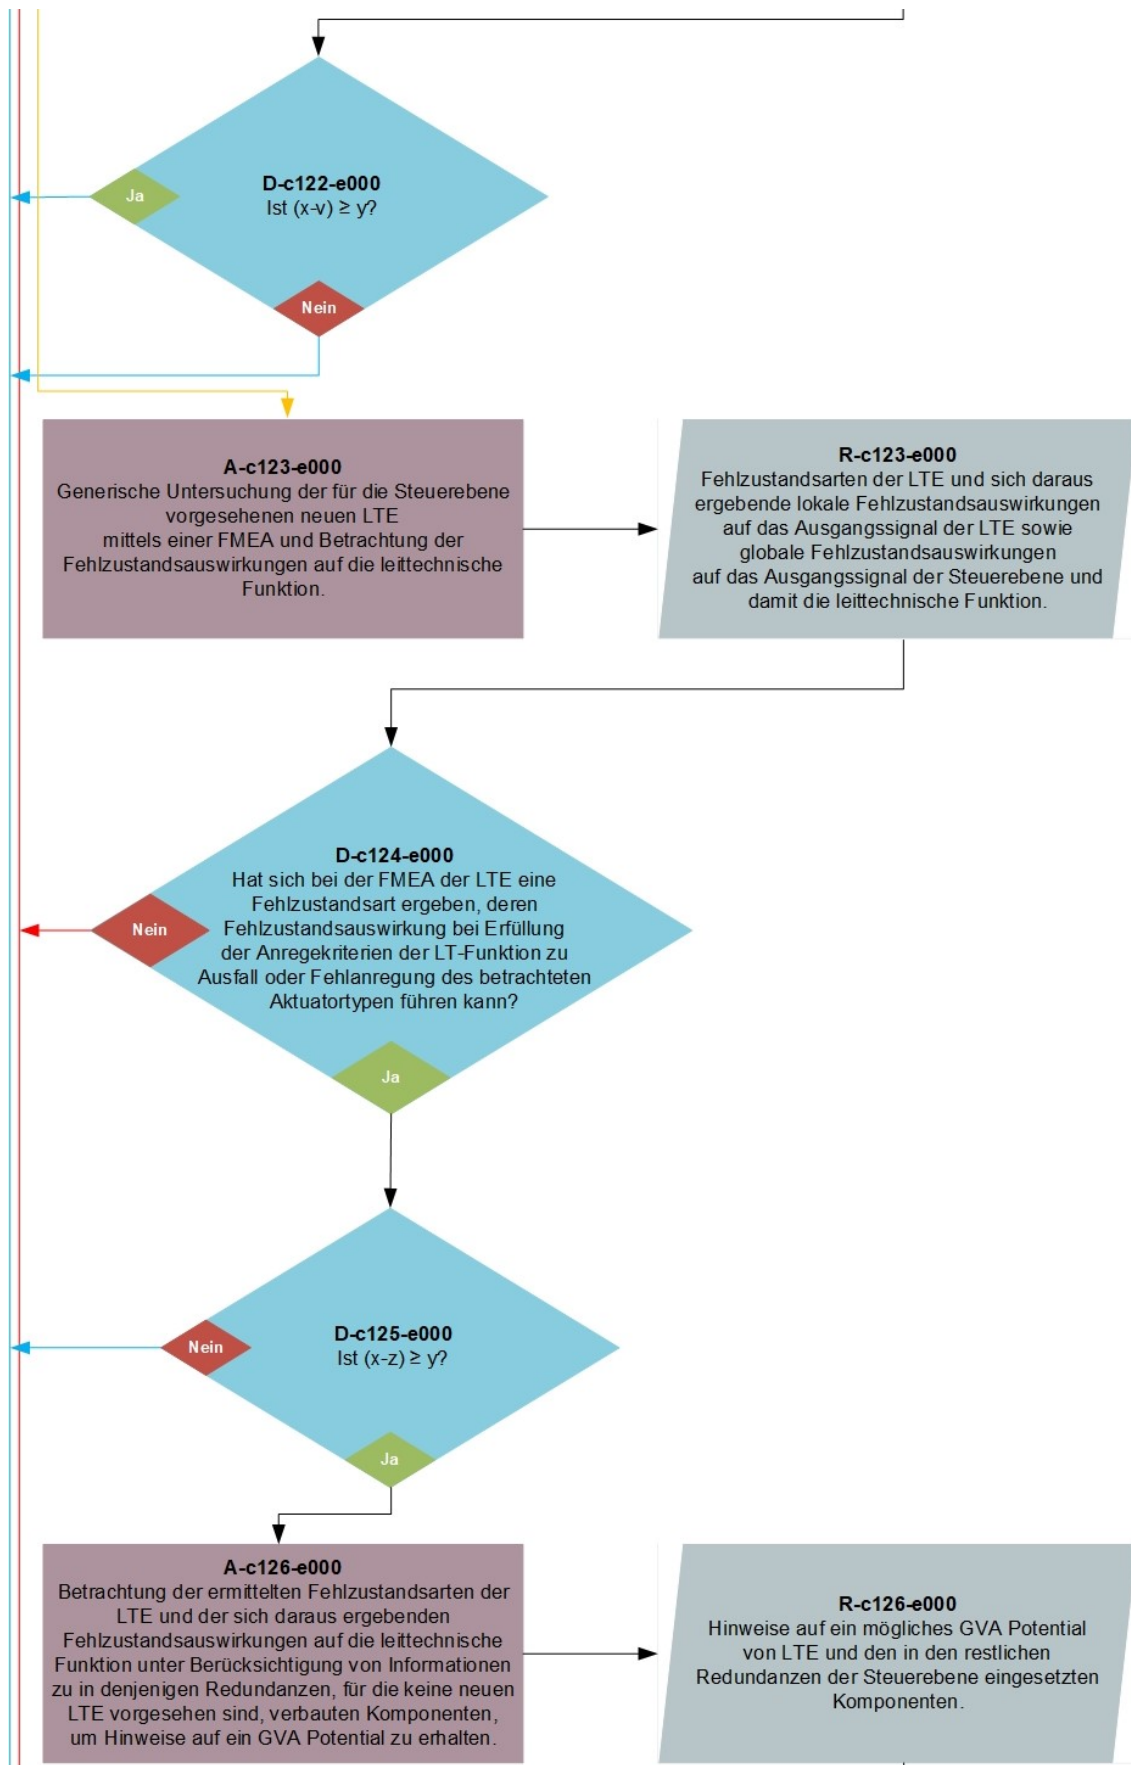 D-c122-e000
Ist (x-v) ≥ y?
Ja
Nein
A-c123-e000
Generische Untersuchung der für die Steuerebene
vorgesehenen neuen LTE
mittels einer FMEA und Betrachtung der
Fehlzustandsauswirkungen auf die leittechnische
Funktion.
R-c123-e000
Fehlzustandsarten der LTE und sich daraus
ergebende lokale Fehlzustandsauswirkungen
auf das Ausgangssignal der LTE sowie
globale Fehlzustandsauswirkungen
auf das Ausgangssignal der Steuerebene und
damit die leittechnische Funktion.
D-c124-e000
Hat sich bei der FMEA der LTE eine
Fehlzustandsart ergeben, deren
Fehlzustandsauswirkung bei Erfüllung
der Anregekriterien der LT-Funktion zu
Ausfall oder Fehlanregung des betrachteten
Aktuatortypen führen kann?
Nein
Ja
D-c125-e000
Ist (x-z) ≥ y?
Nein
Ja
A-c126-e000
Betrachtung der ermittelten Fehlzustandsarten der
LTE und der sich daraus ergebenden
Fehlzustandsauswirkungen auf die leittechnische
Funktion unter Berücksichtigung von Informationen
zu in denjenigen Redundanzen, für die keine neuen
LTE vorgesehen sind, verbauten Komponenten,
um Hinweise auf ein GVA Potential zu erhalten.
R-c126-e000
Hinweise auf ein mögliches GVA Potential
von LTE und den in den restlichen
Redundanzen der Steuerebene eingesetzten
Komponenten.